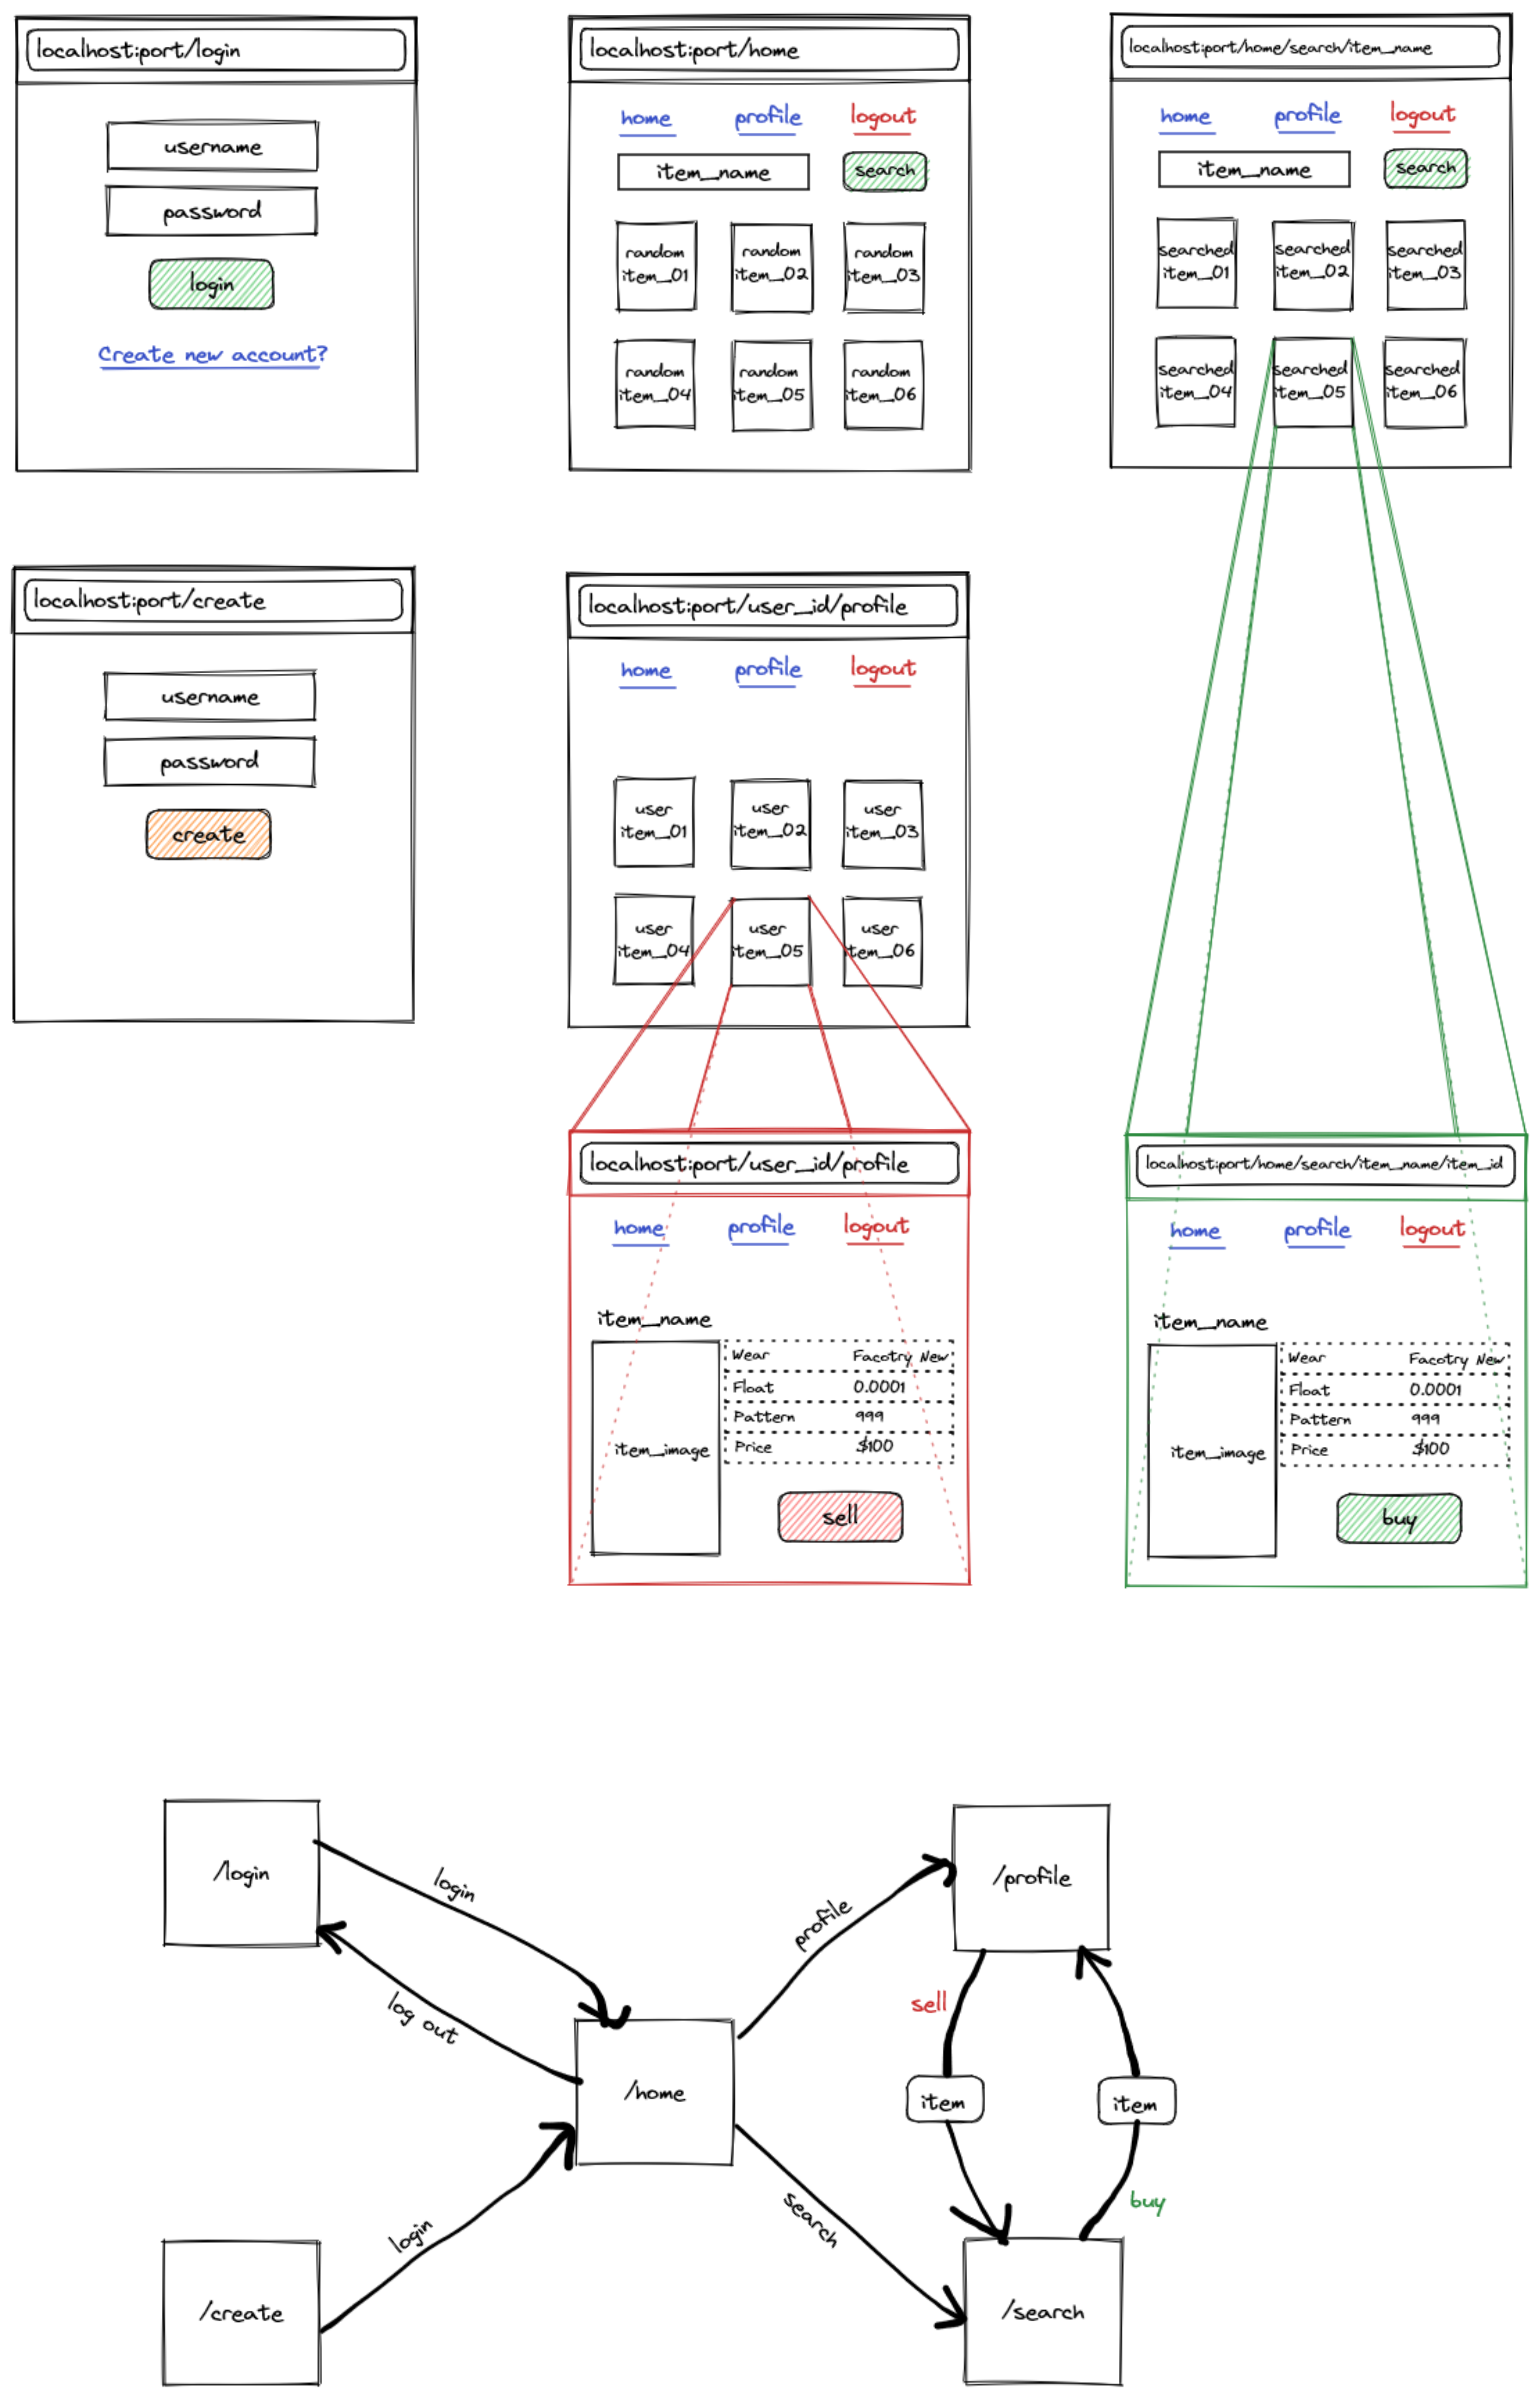 localhost:port/login
username
password
login
Create new account?
localhost:port/home
home profile logout
item_name search
random
item_01
random
item_02
random
item_03
random
item_04
random
item_05
random
item_06
localhost:port/home/search/item_name
home profile logout
item_name search
searched
item_01
searched
item_02
searched
item_03
searched
item_04
searched
item_05
searched
item_06
localhost:port/create
username
password
create
localhost:port/user_id/profile
home profile logout
user
item_01
user
item_02
user
item_03
user
item_04
user
item_05
user
item_06
localhost:port/user_id/profile
home profile logout
item_name
item_image
Wear Facotry New
Float 0.0001
Pattern 999
Price $100
sell
localhost:port/home/search/item_name/item_id
home profile logout
item_name
item_image
Wear Facotry New
Float 0.0001
Pattern 999
Price $100
buy
/login
login
log out
/home
profile
/profile
sell
item
item
buy
search
/search
login
/create